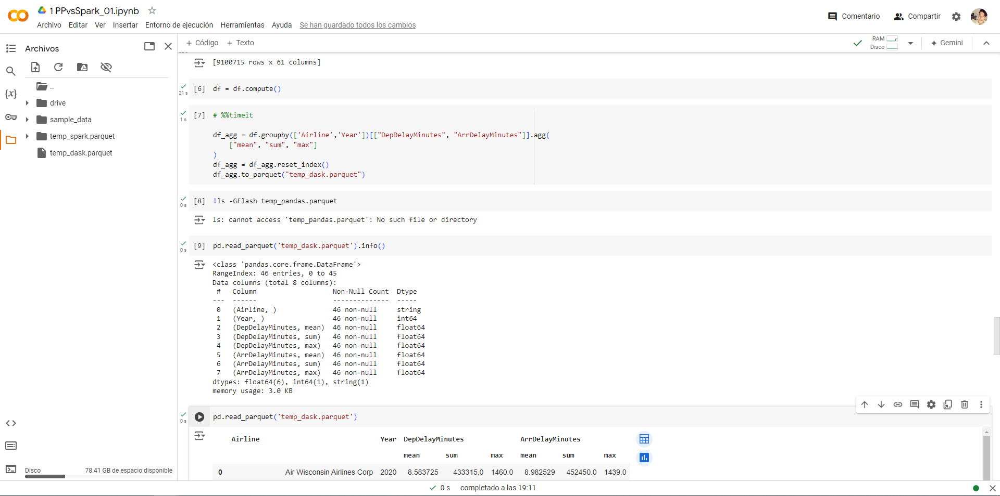 1 PPvsSpark_01.ipynb
Archivo Editar Ver Insertar Entorno de ejecución Herramientas Ayuda Se han guardado todos los cambios
Comentario Compartir
Archivos
+ Código + Texto
RAM
Disco
Gemini
..
drive
sample_data
temp_spark.parquet
temp_dask.parquet
{x}
[9100715 rows x 61 columns]
[6] df = df.compute()
21 s
[7] # %%timeit
1 s
df_agg = df.groupby(['Airline','Year'])[["DepDelayMinutes", "ArrDelayMinutes"]].agg(
["mean", "sum", "max"]
)
df_agg = df_agg.reset_index()
df_agg.to_parquet("temp_dask.parquet")
[8] !ls -GFlash temp_pandas.parquet
0 s
ls: cannot access 'temp_pandas.parquet': No such file or directory
[9] pd.read_parquet('temp_dask.parquet').info()
0 s
<class 'pandas.core.frame.DataFrame'>
RangeIndex: 46 entries, 0 to 45
Data columns (total 8 columns):
# Column Non-Null Count Dtype
--- ------ -------------- -----
0 (Airline, ) 46 non-null string
1 (Year, ) 46 non-null int64
2 (DepDelayMinutes, mean) 46 non-null float64
3 (DepDelayMinutes, sum) 46 non-null float64
4 (DepDelayMinutes, max) 46 non-null float64
5 (ArrDelayMinutes, mean) 46 non-null float64
6 (ArrDelayMinutes, sum) 46 non-null float64
7 (ArrDelayMinutes, max) 46 non-null float64
dtypes: float64(6), int64(1), string(1)
memory usage: 3.0 KB
pd.read_parquet('temp_dask.parquet')
0 s
Airline Year DepDelayMinutes ArrDelayMinutes
mean sum max mean sum max
0 Air Wisconsin Airlines Corp 2020 8.583725 433315.0 1460.0 8.982529 452450.0 1439.0
Disco 78.41 GB de espacio disponible
0 s completado a las 19:11